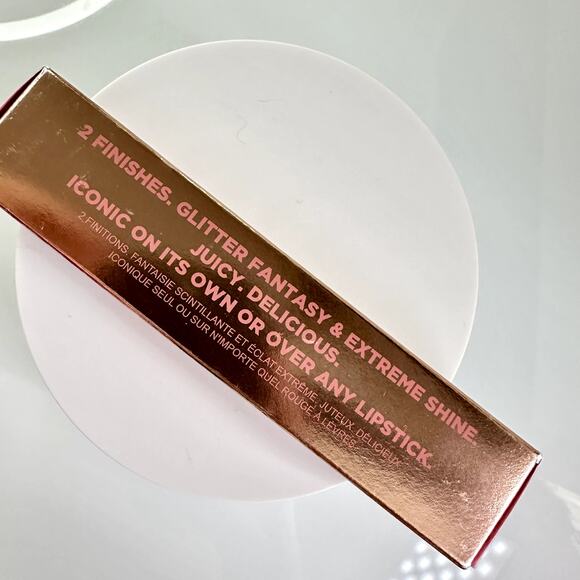 2 FINISHES. GLITTER FANTASY & EXTREME SHINE.
JUICY. DELICIOUS.
ICONIC ON ITS OWN OR OVER ANY LIPSTICK.
2 FINITIONS. FANTAISIE SCINTILLANTE ET ÉCLAT EXTRÊME. JUTEUX. DÉLICIEUX.
ICONIQUE SEUL OU SUR N'IMPORTE QUEL ROUGE À LÈVRES.